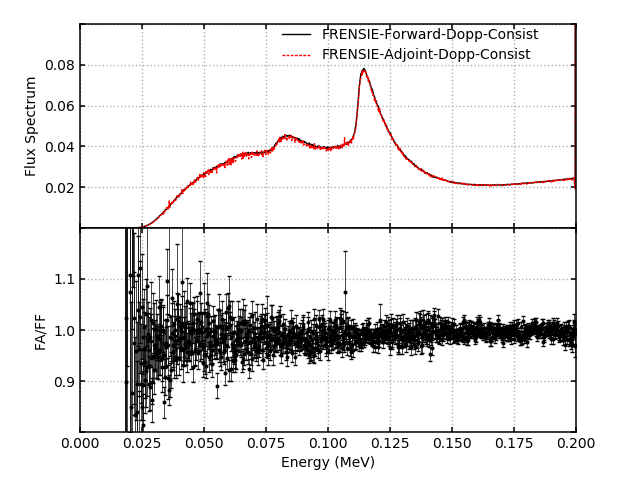 FRENSIE-Forward-Dopp-Consist
FRENSIE-Adjoint-Dopp-Consist
Flux Spectrum
0.08
0.06
0.04
0.02
FA/FF
1.1
1.0
0.9
0.000 0.025 0.050 0.075 0.100 0.125 0.150 0.175 0.200
Energy (MeV)